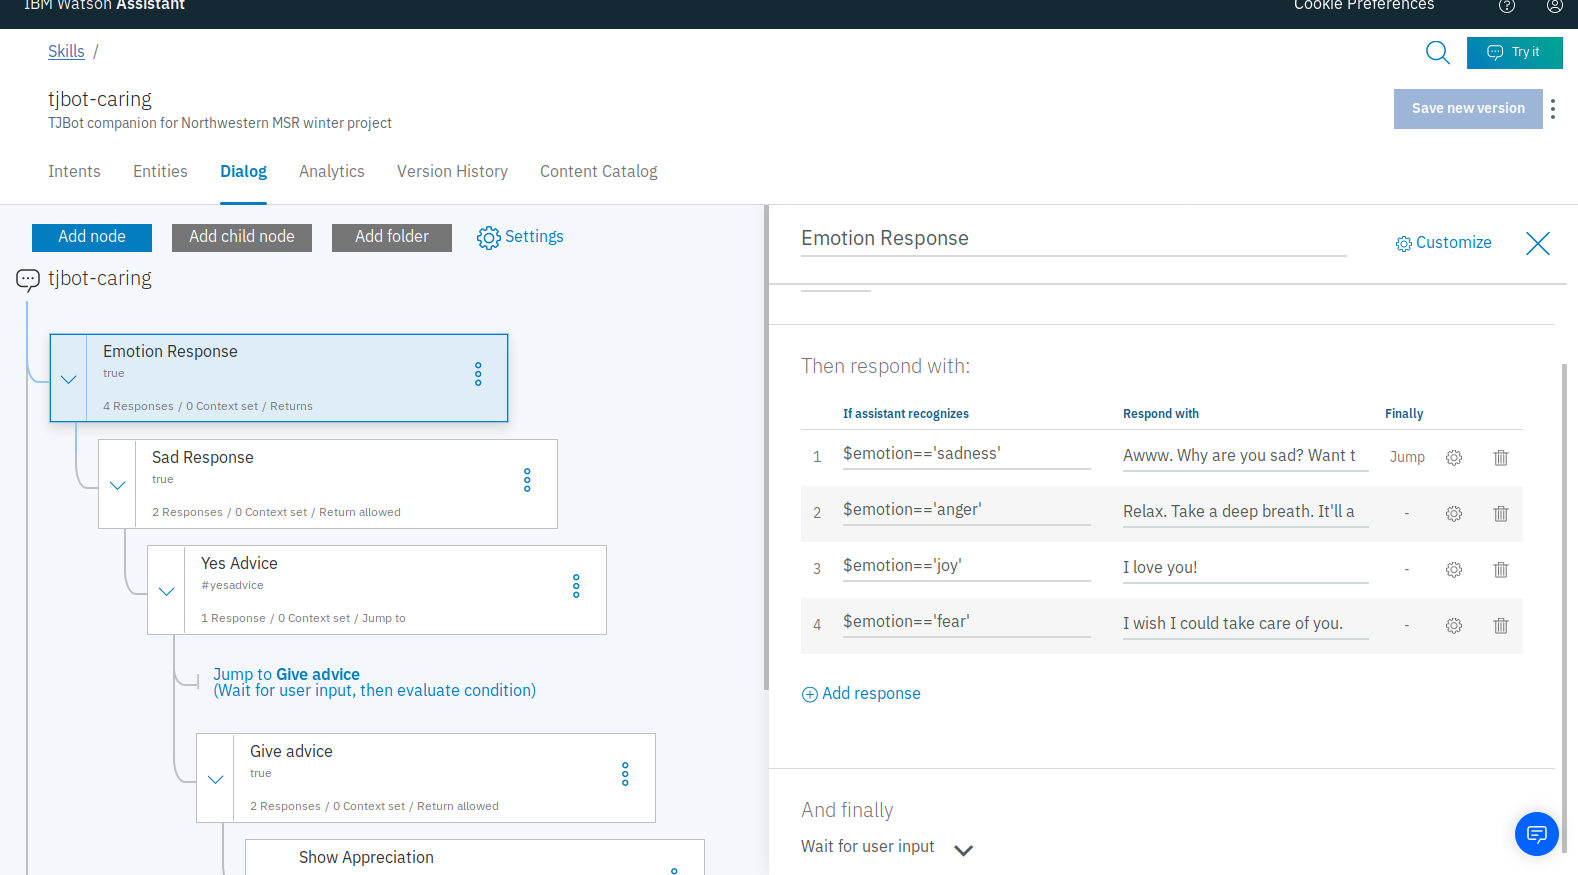 IBM Watson Assistant
Cookie Preferences
Skills /
Try it
tjbot-caring
TJBot companion for Northwestern MSR winter project
Save new version
Intents Entities Dialog Analytics Version History Content Catalog
Add node Add child node Add folder Settings
tjbot-caring
Emotion Response
true
4 Responses / 0 Context set / Returns
Sad Response
true
2 Responses / 0 Context set / Return allowed
Yes Advice
#yesadvice
1 Response / 0 Context set / Jump to
Jump to Give advice
(Wait for user input, then evaluate condition)
Give advice
true
2 Responses / 0 Context set / Return allowed
Show Appreciation
Emotion Response
Customize
Then respond with:
If assistant recognizes Respond with Finally
1 $emotion=='sadness' Awww. Why are you sad? Want t Jump
2 $emotion=='anger' Relax. Take a deep breath. It'll a -
3 $emotion=='joy' I love you! -
4 $emotion=='fear' I wish I could take care of you. -
Add response
And finally
Wait for user input